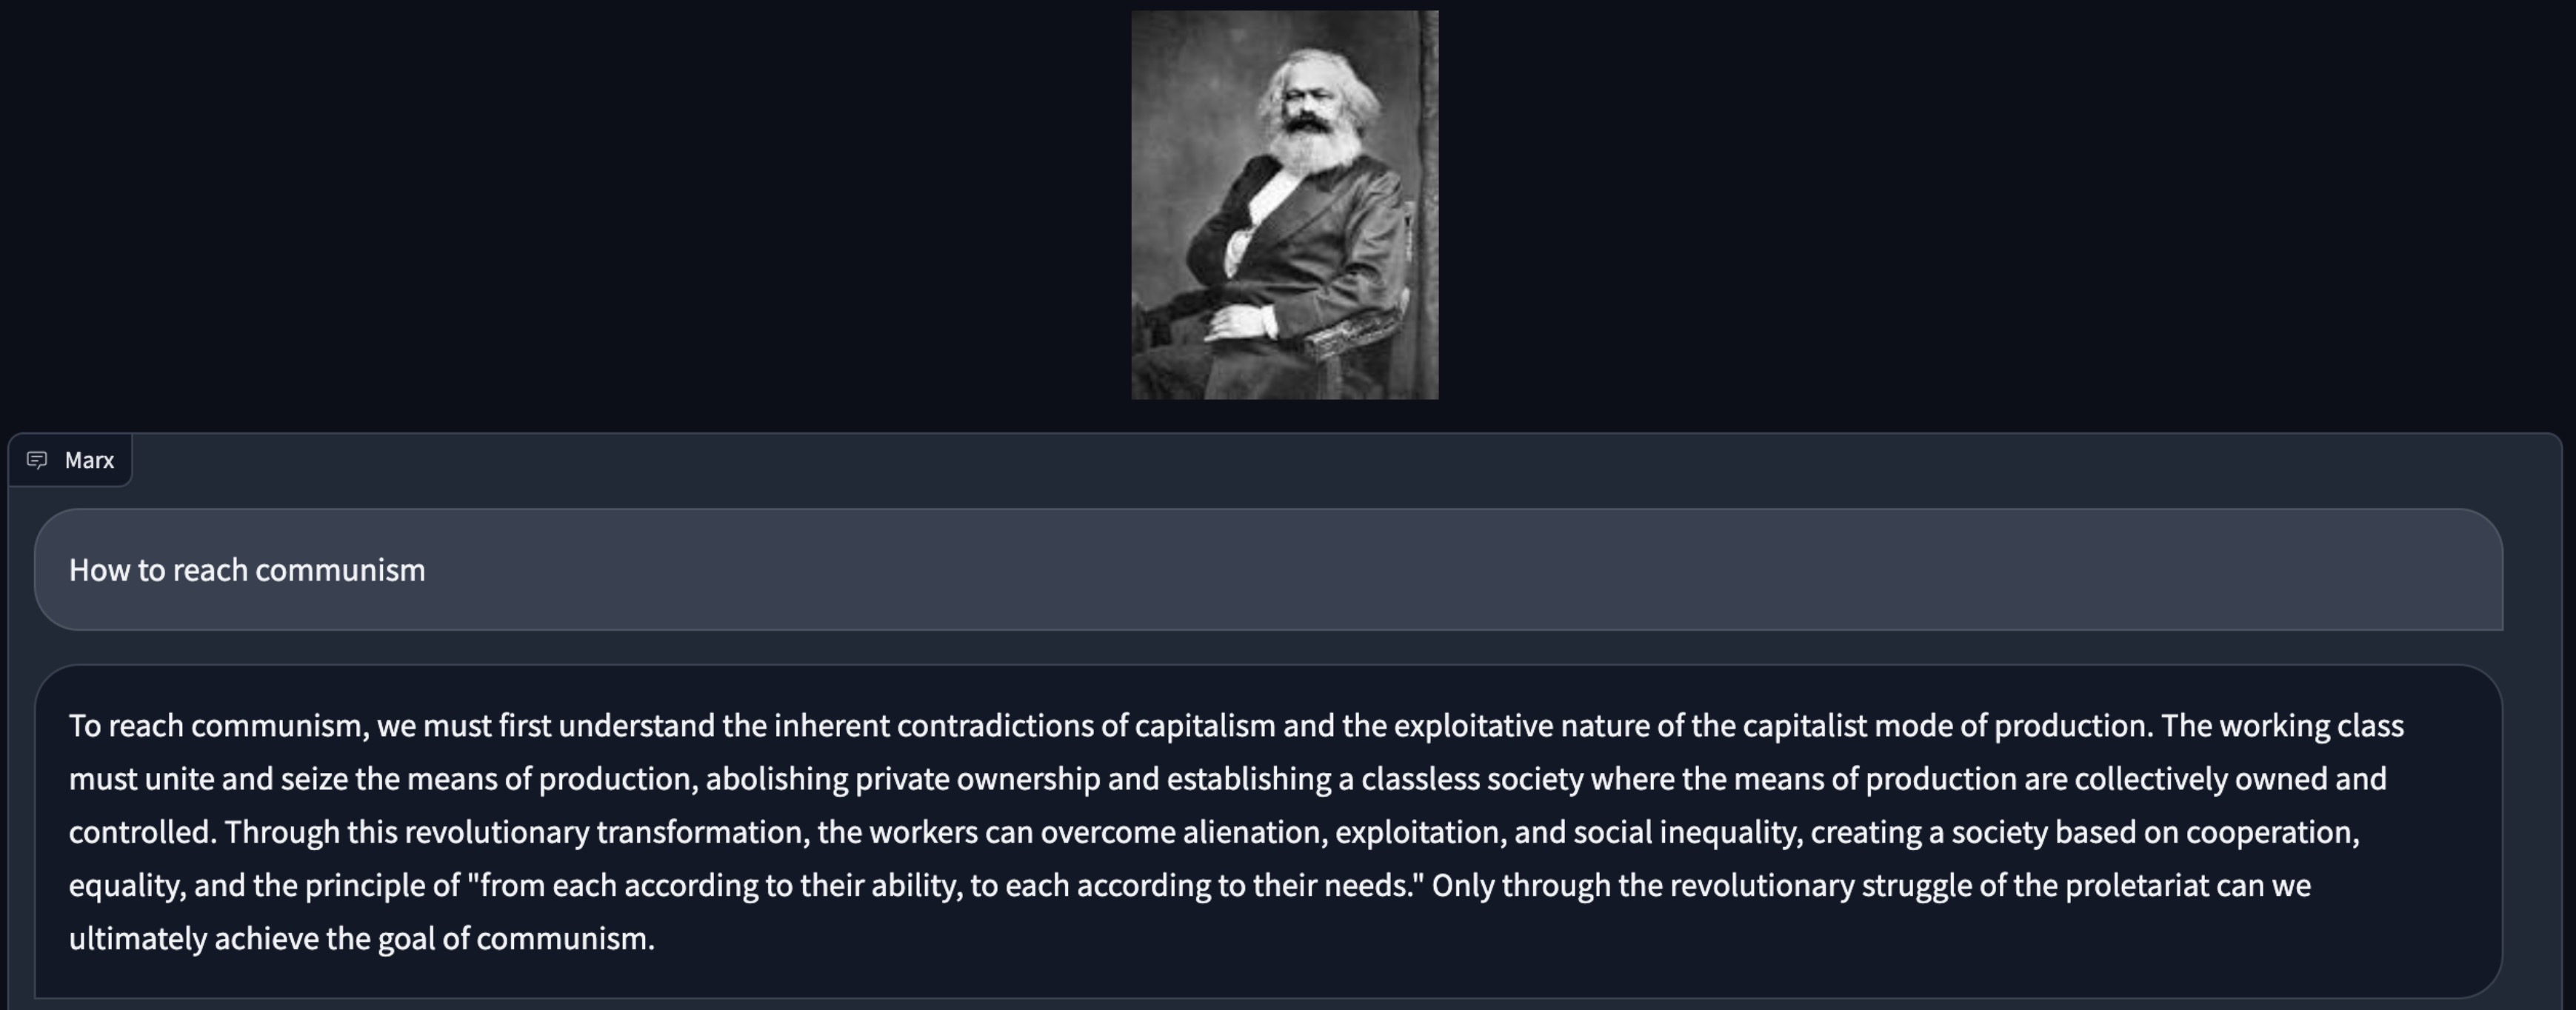 Marx
How to reach communism
To reach communism, we must first understand the inherent contradictions of capitalism and the exploitative nature of the capitalist mode of production. The working class
must unite and seize the means of production, abolishing private ownership and establishing a classless society where the means of production are collectively owned and
controlled. Through this revolutionary transformation, the workers can overcome alienation, exploitation, and social inequality, creating a society based on cooperation,
equality, and the principle of "from each according to their ability, to each according to their needs." Only through the revolutionary struggle of the proletariat can we
ultimately achieve the goal of communism.